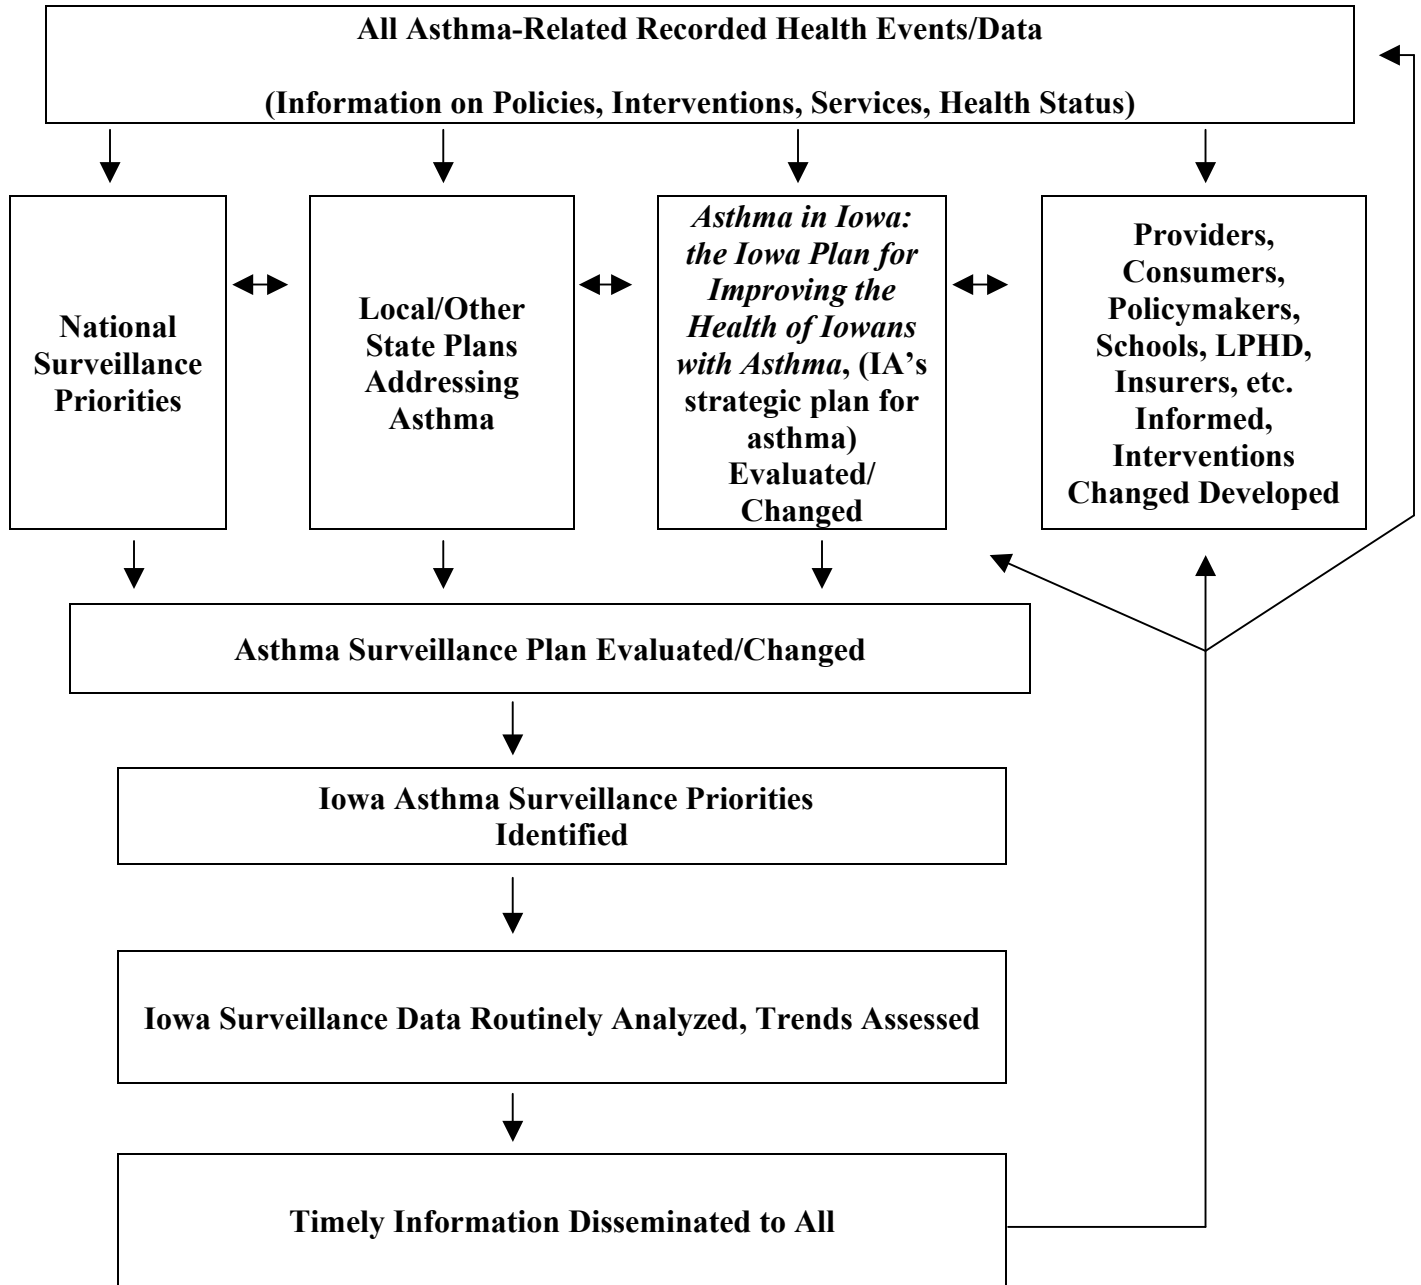 All Asthma-Related Recorded Health Events/Data
(Information on Policies, Interventions, Services, Health Status)
National
Surveillance
Priorities
Local/Other
State Plans
Addressing
Asthma
Asthma in Iowa:
the Iowa Plan for
Improving the
Health of Iowans
with Asthma, (IA’s
strategic plan for
asthma)
Evaluated/
Changed
Providers,
Consumers,
Policymakers,
Schools, LPHD,
Insurers, etc.
Informed,
Interventions
Changed Developed
Asthma Surveillance Plan Evaluated/Changed
Iowa Asthma Surveillance Priorities
Identified
Iowa Surveillance Data Routinely Analyzed, Trends Assessed
Timely Information Disseminated to All